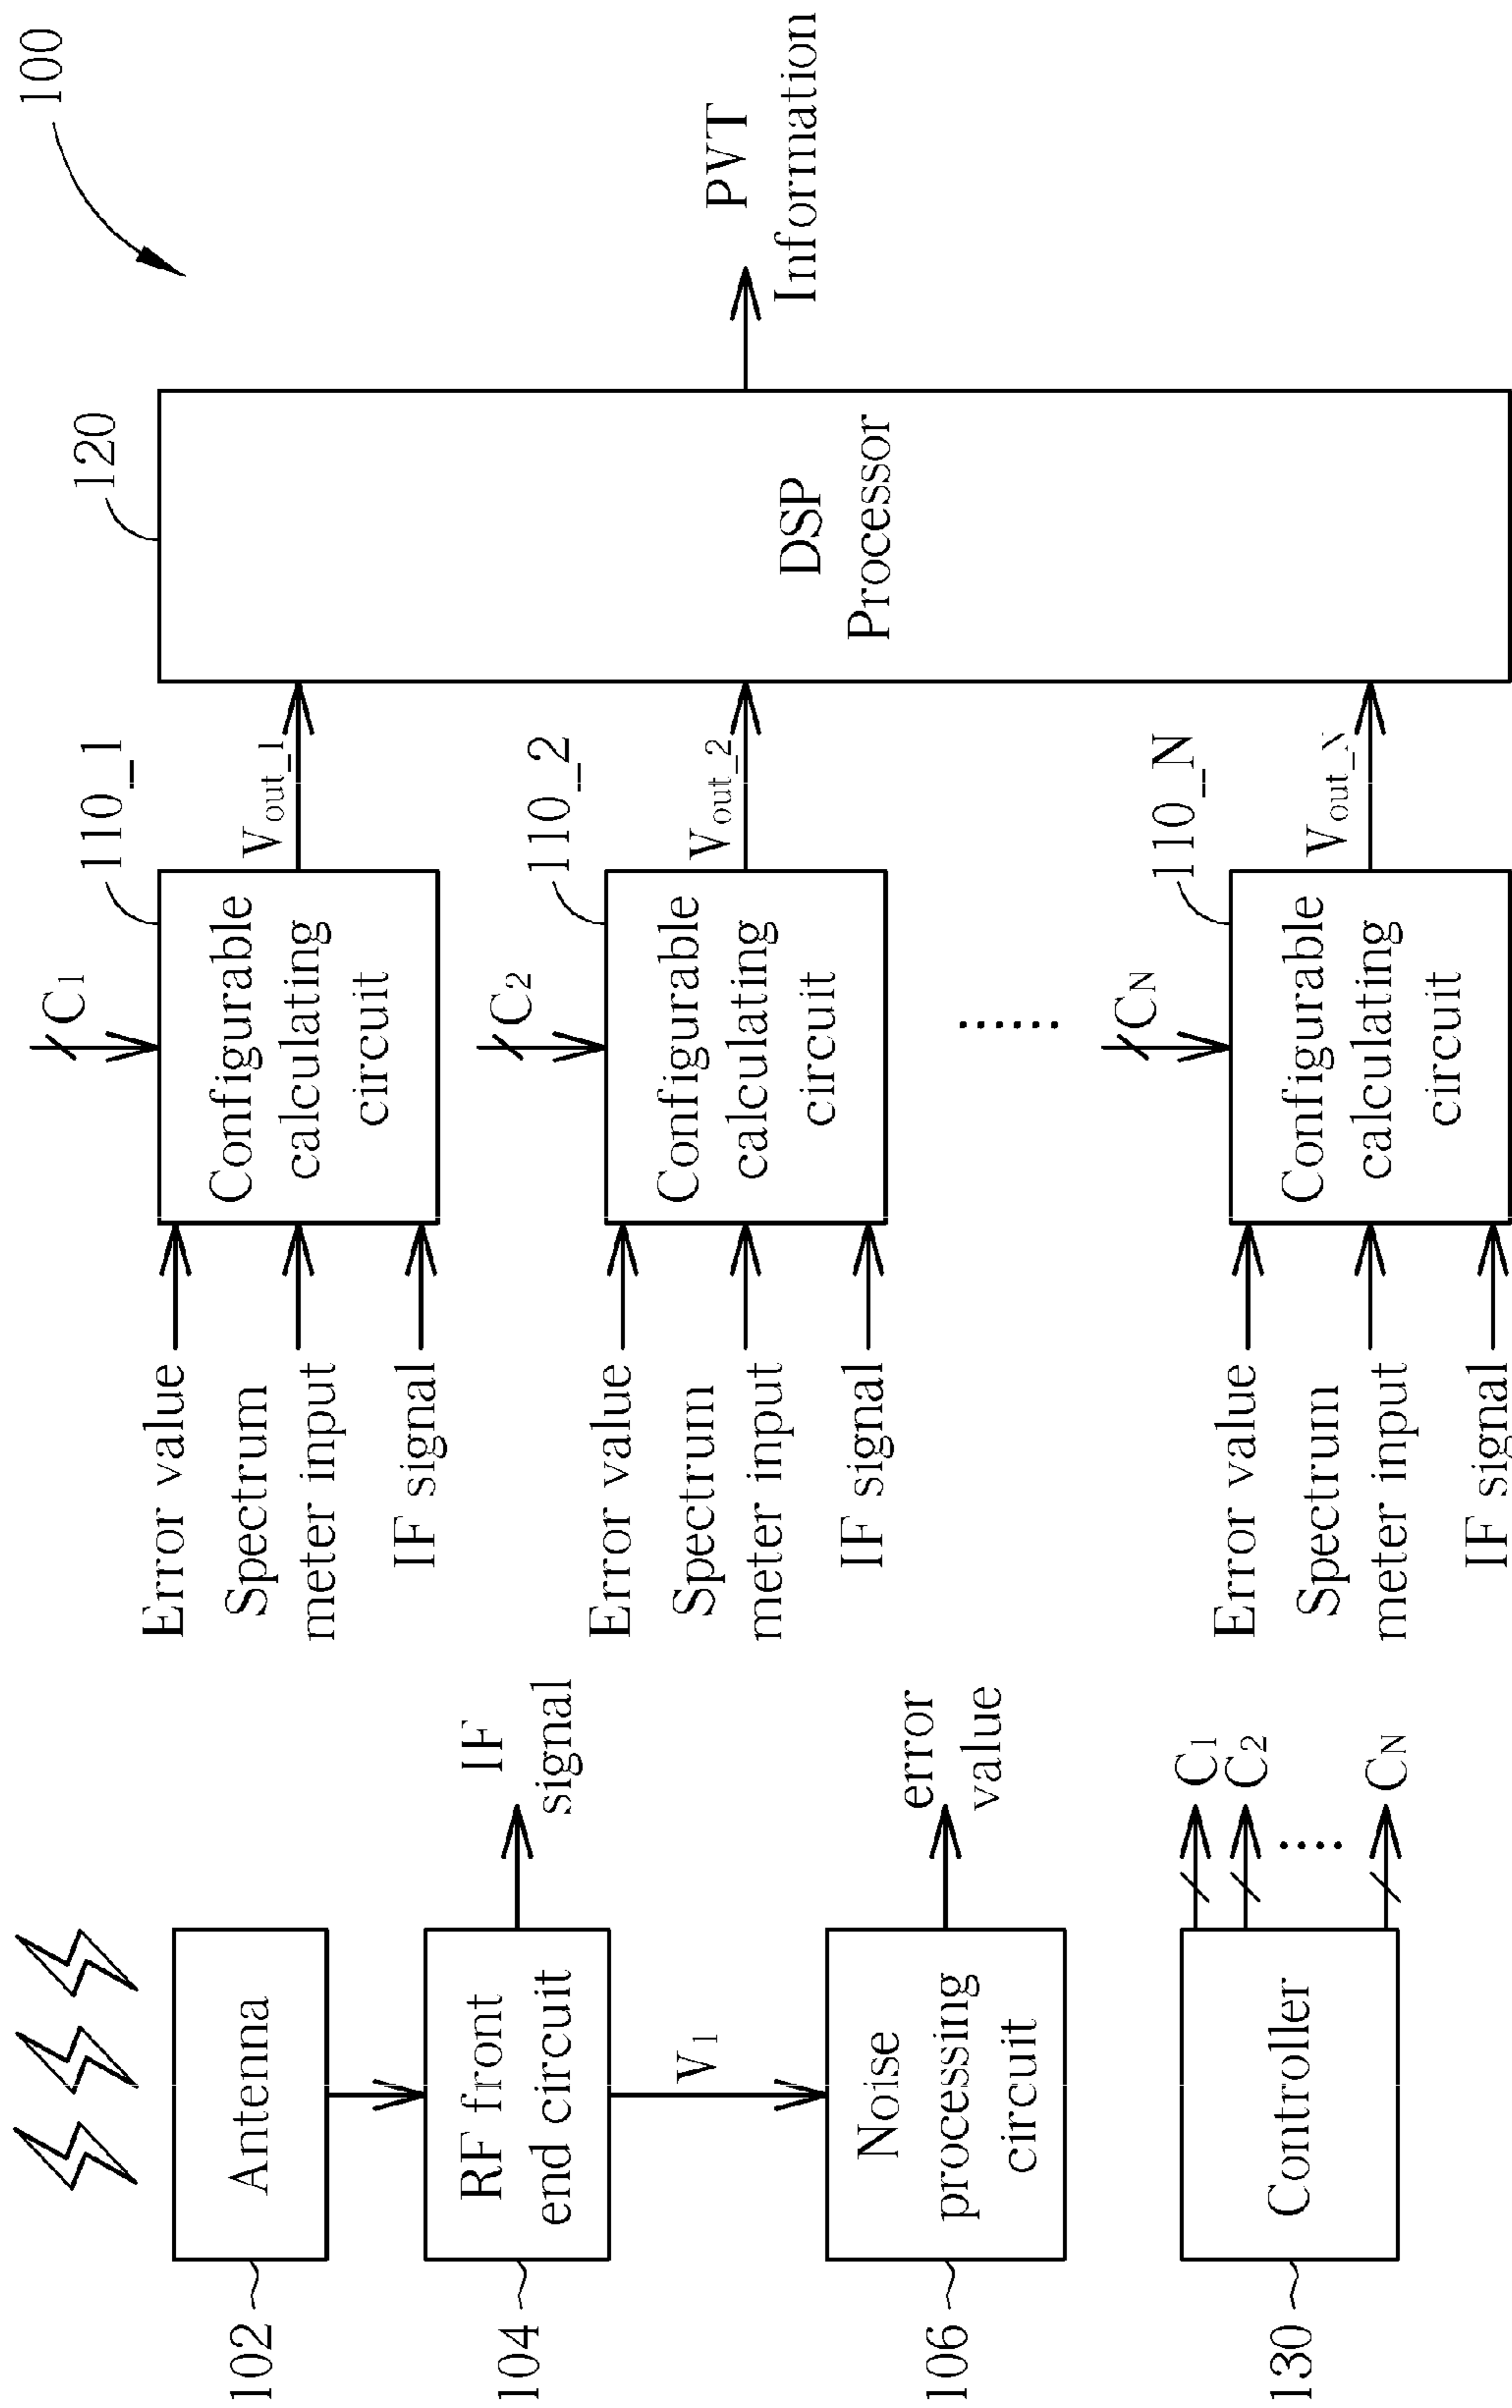 100
102
Antenna
104
RF front
end circuit
IF
signal
V1
106
Noise
processing
circuit
error
value
130
Controller
C1
C2
....
CN
C1
110_1
Error value
Spectrum
meter input
IF signal
Configurable
calculating
circuit
Vout_1
C2
110_2
Error value
Spectrum
meter input
IF signal
Configurable
calculating
circuit
Vout_2
......
CN
110_N
Error value
Spectrum
meter input
IF signal
Configurable
calculating
circuit
Vout_N
120
DSP
Processor
PVT
Information